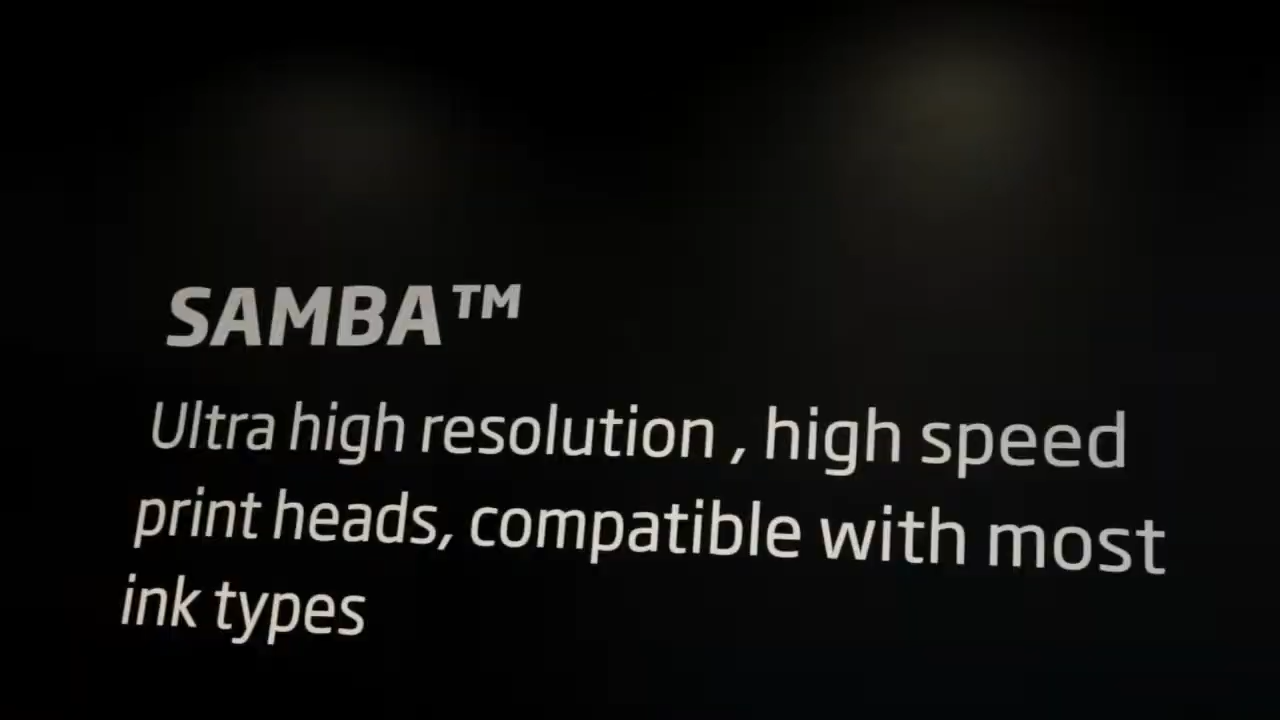 SAMBA™
Ultra high resolution , high speed
print heads, compatible with most
ink types